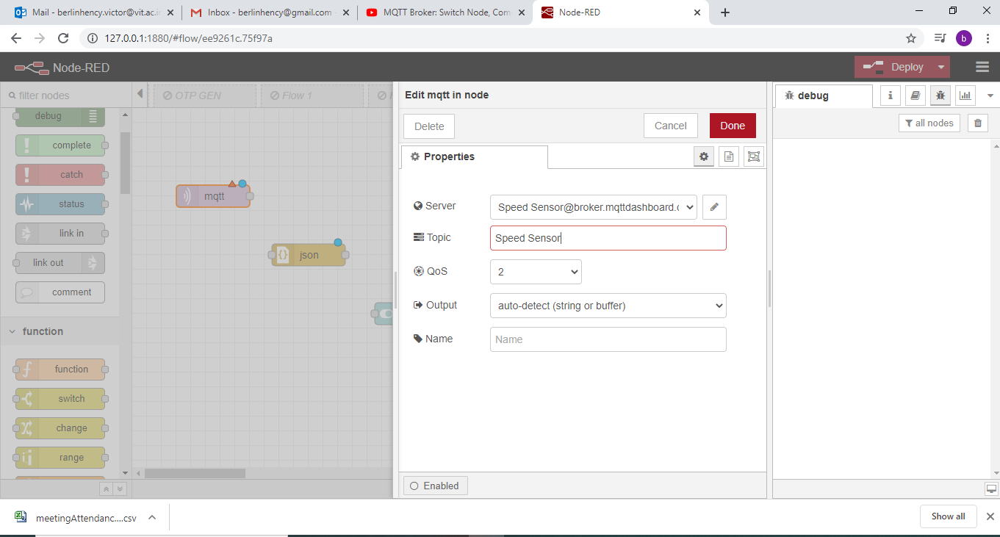 Mail - berlinhency.victor@vit.ac.i
Inbox - berlinhency@gmail.com
MQTT Broker: Switch Node, Com
Node-RED
127.0.0.1:1880/#flow/ee9261c.75f97a
b
Node-RED
Deploy
filter nodes
debug
complete
catch
status
link in
link out
comment
function
function
switch
change
range
OTP GEN
Flow 1
mqtt
json
Edit mqtt in node
Delete
Cancel
Done
Properties
Server
Speed Sensor@broker.mqttdashboard.c
Topic
Speed Sensor
QoS
2
Output
auto-detect (string or buffer)
Name
Name
Enabled
debug
i
all nodes
meetingAttendanc....csv
Show all